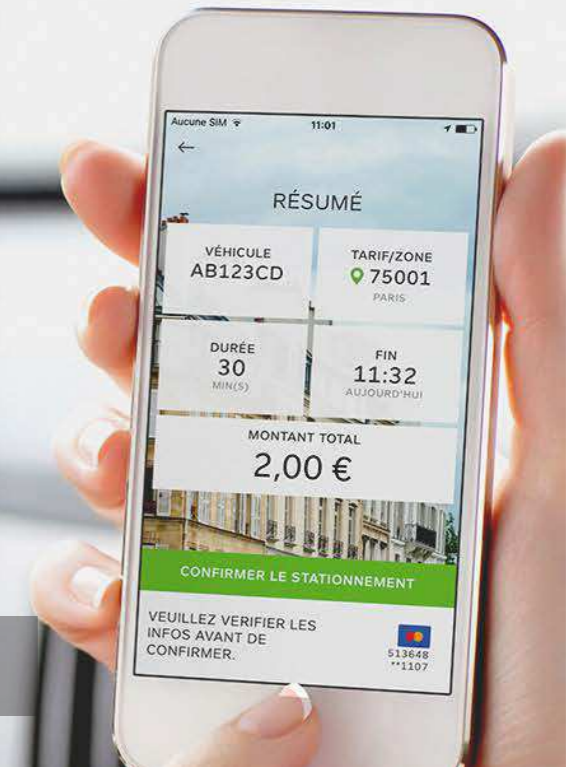 Aucune SIM 11:01
←
RÉSUMÉ
VÉHICULE
AB123CD
TARIF/ZONE
75001
PARIS
DURÉE
30
MIN(S)
FIN
11:32
AUJOURD'HUI
MONTANT TOTAL
2,00 €
CONFIRMER LE STATIONNEMENT
VEUILLEZ VERIFIER LES
INFOS AVANT DE
CONFIRMER.
513648
**1107